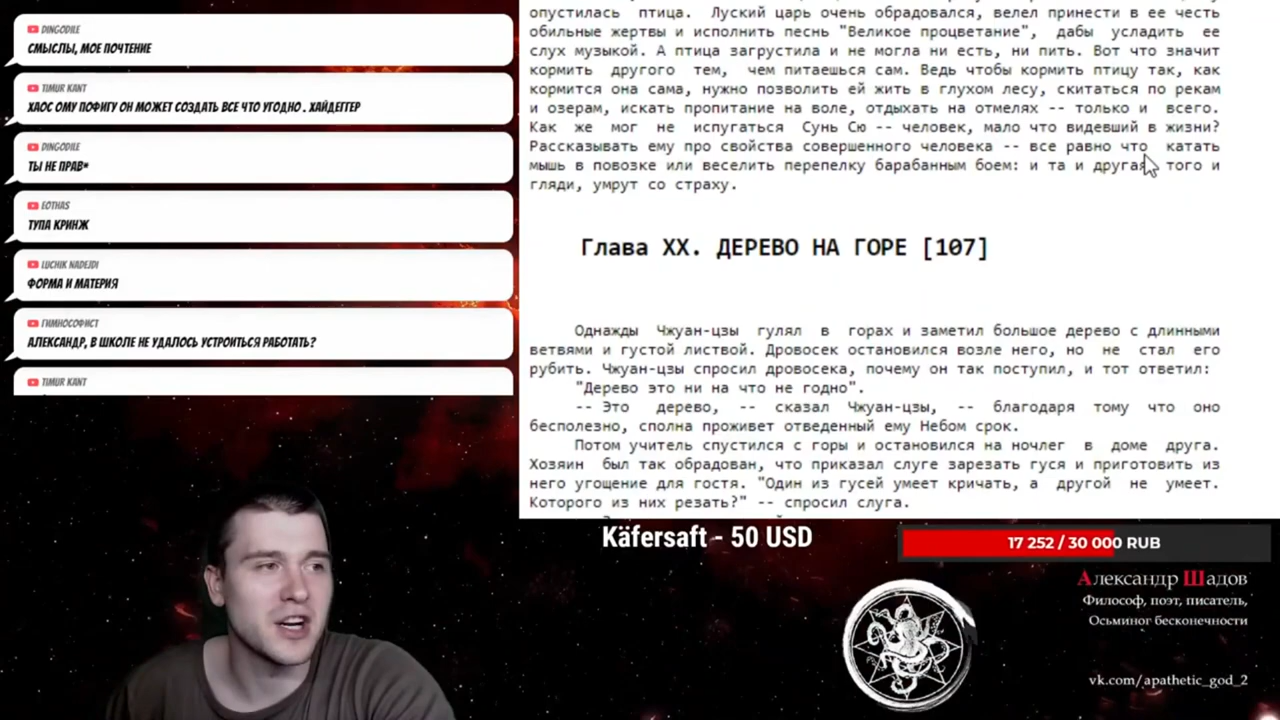 DINGODILE
СМЫСЛЫ, МОЕ ПОЧТЕНИЕ
TIMUR KANT
ХАОС ОМУ ПОФИГУ ОН МОЖЕТ СОЗДАТЬ ВСЕ ЧТО УГОДНО . ХАЙДЕГГЕР
DINGODILE
ТЫ НЕ ПРАВ*
EOTHAS
ТУПА КРИНЖ
LUCHIK NADEJDI
ФОРМА И МАТЕРИЯ
ГИМНОСОФИСТ
АЛЕКСАНДР, В ШКОЛЕ НЕ УДАЛОСЬ УСТРОИТЬСЯ РАБОТАТЬ?
TIMUR KANT
опустилась птица. Луский царь очень обрадовался, велел принести в ее честь
обильные жертвы и исполнить песнь "Великое процветание", дабы усладить ее
слух музыкой. А птица загрустила и не могла ни есть, ни пить. Вот что значит
кормить другого тем, чем питаешься сам. Ведь чтобы кормить птицу так, как
кормится она сама, нужно позволить ей жить в глухом лесу, скитаться по рекам
и озерам, искать пропитание на воле, отдыхать на отмелях -- только и всего.
Как же мог не испугаться Сунь Сю -- человек, мало что видевший в жизни?
Рассказывать ему про свойства совершенного человека -- все равно что катать
мышь в повозке или веселить перепелку барабанным боем: и та и другая, того и
гляди, умрут со страху.
Глава XX. ДЕРЕВО НА ГОРЕ [107]
Однажды Чжуан-цзы гулял в горах и заметил большое дерево с длинными
ветвями и густой листвой. Дровосек остановился возле него, но не стал его
рубить. Чжуан-цзы спросил дровосека, почему он так поступил, и тот ответил:
"Дерево это ни на что не годно".
-- Это дерево, -- сказал Чжуан-цзы, -- благодаря тому что оно
бесполезно, сполна проживет отведенный ему Небом срок.
Потом учитель спустился с горы и остановился на ночлег в доме друга.
Хозяин был так обрадован, что приказал слуге зарезать гуся и приготовить из
него угощение для гостя. "Один из гусей умеет кричать, а другой не умеет.
Которого из них резать?" -- спросил слуга.
Käfersaft - 50 USD
17 252 / 30 000 RUB
Александр Шадов
Философ, поэт, писатель,
Осьминог бесконечности
vk.com/apathetic_god_2